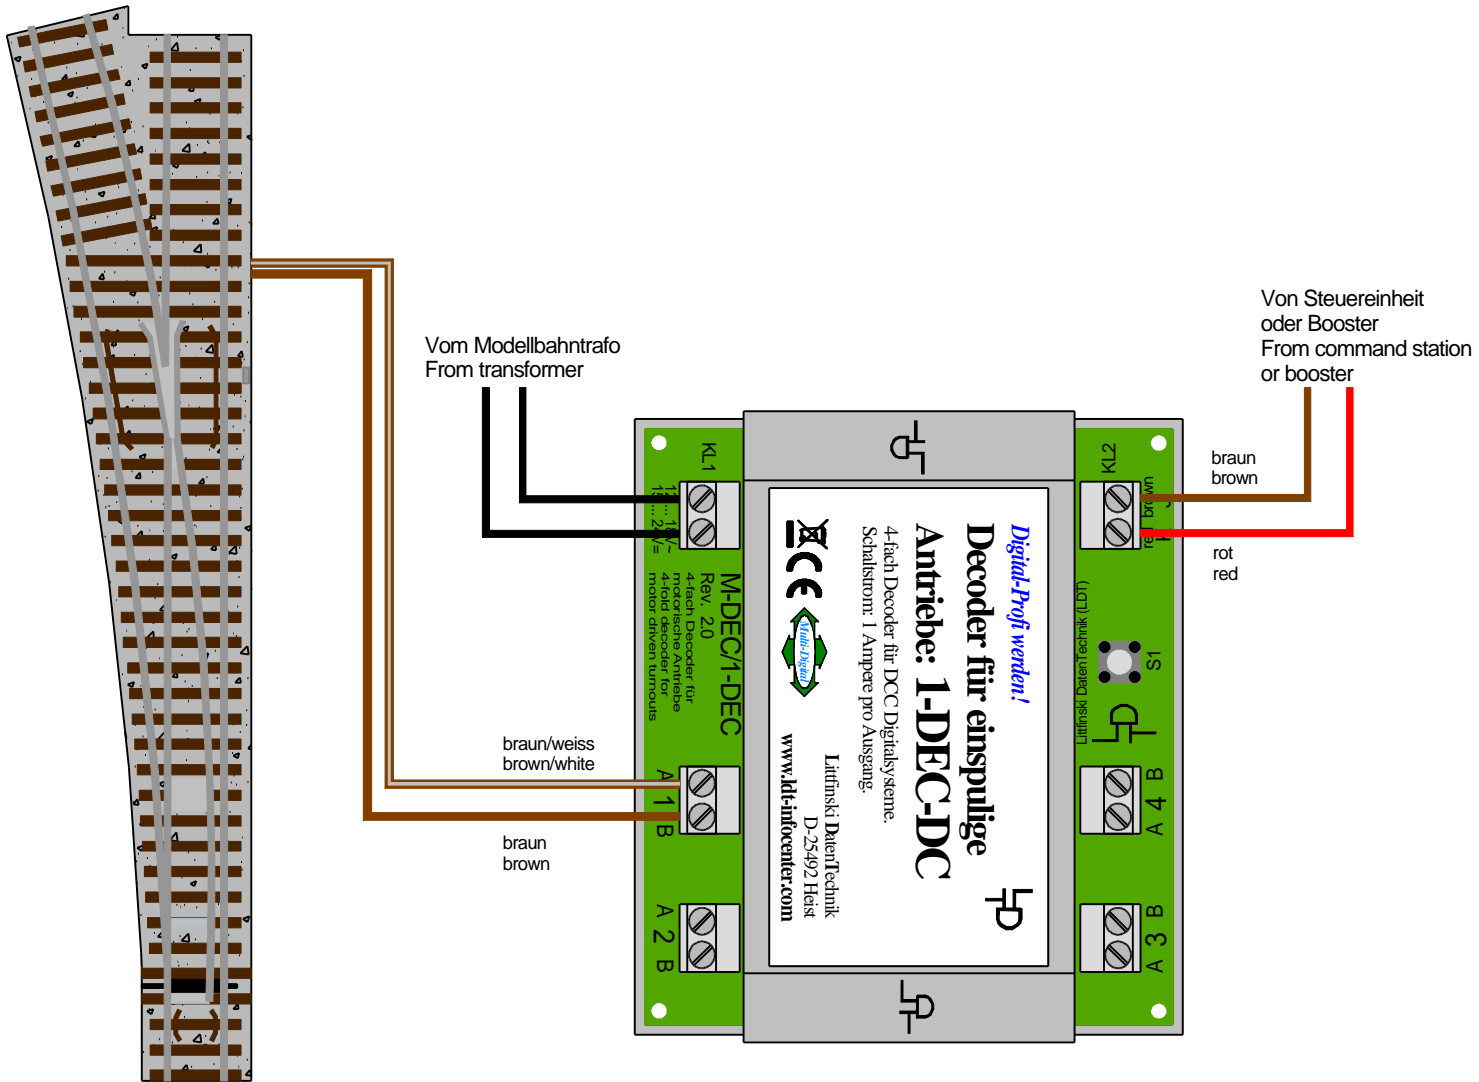 Vom Modellbahntrafo
From transformer
Von Steuereinheit
oder Booster
From command station
or booster
braun
brown
rot
red
braun/weiss
brown/white
braun
brown
KL1
M-DEC/1-DEC
Rev. 2.0
4-fach Decoder für
motorische Antriebe
4-fold decoder for
motor driven turnouts
A 1 B
A 2 B
Digital-Profi werden!
Decoder für einspulige
Antriebe: 1-DEC-DC
4-fach Decoder für DCC Digitalsysteme.
Schaltstrom: 1 Ampere pro Ausgang.
CE
Multi-Digital
Littfinski DatenTechnik
D-25492 Heist
www.ldt-infocenter.com
KL2
brown
S1
Littfinski DatenTechnik (LDT)
A 4 B
A 3 B